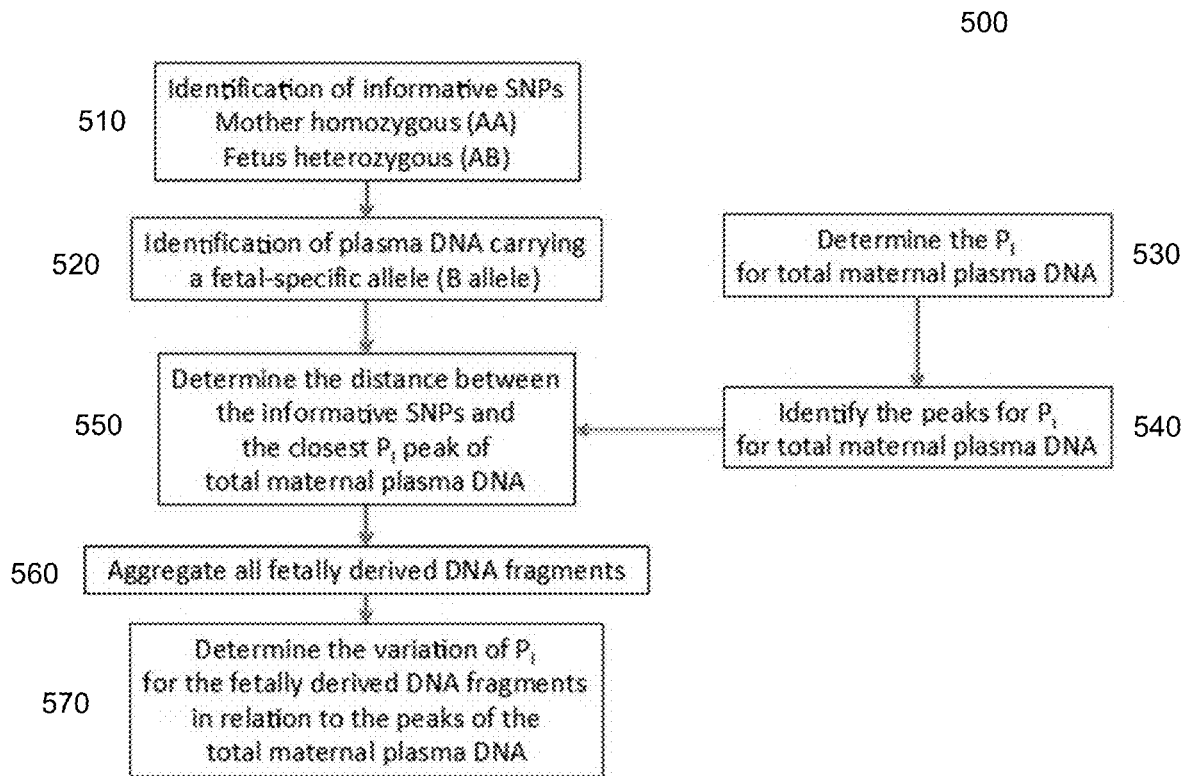 500
510
Identification of informative SNPs
Mother homozygous (AA)
Fetus heterozygous (AB)
520
Identification of plasma DNA carrying
a fetal-specific allele (B allele)
Determine the Pᵢ
for total maternal plasma DNA
530
550
Determine the distance between
the informative SNPs and
the closest Pᵢ peak of
total maternal plasma DNA
Identify the peaks for Pᵢ
for total maternal plasma DNA
540
560
Aggregate all fetally derived DNA fragments
570
Determine the variation of Pᵢ
for the fetally derived DNA fragments
in relation to the peaks of the
total maternal plasma DNA